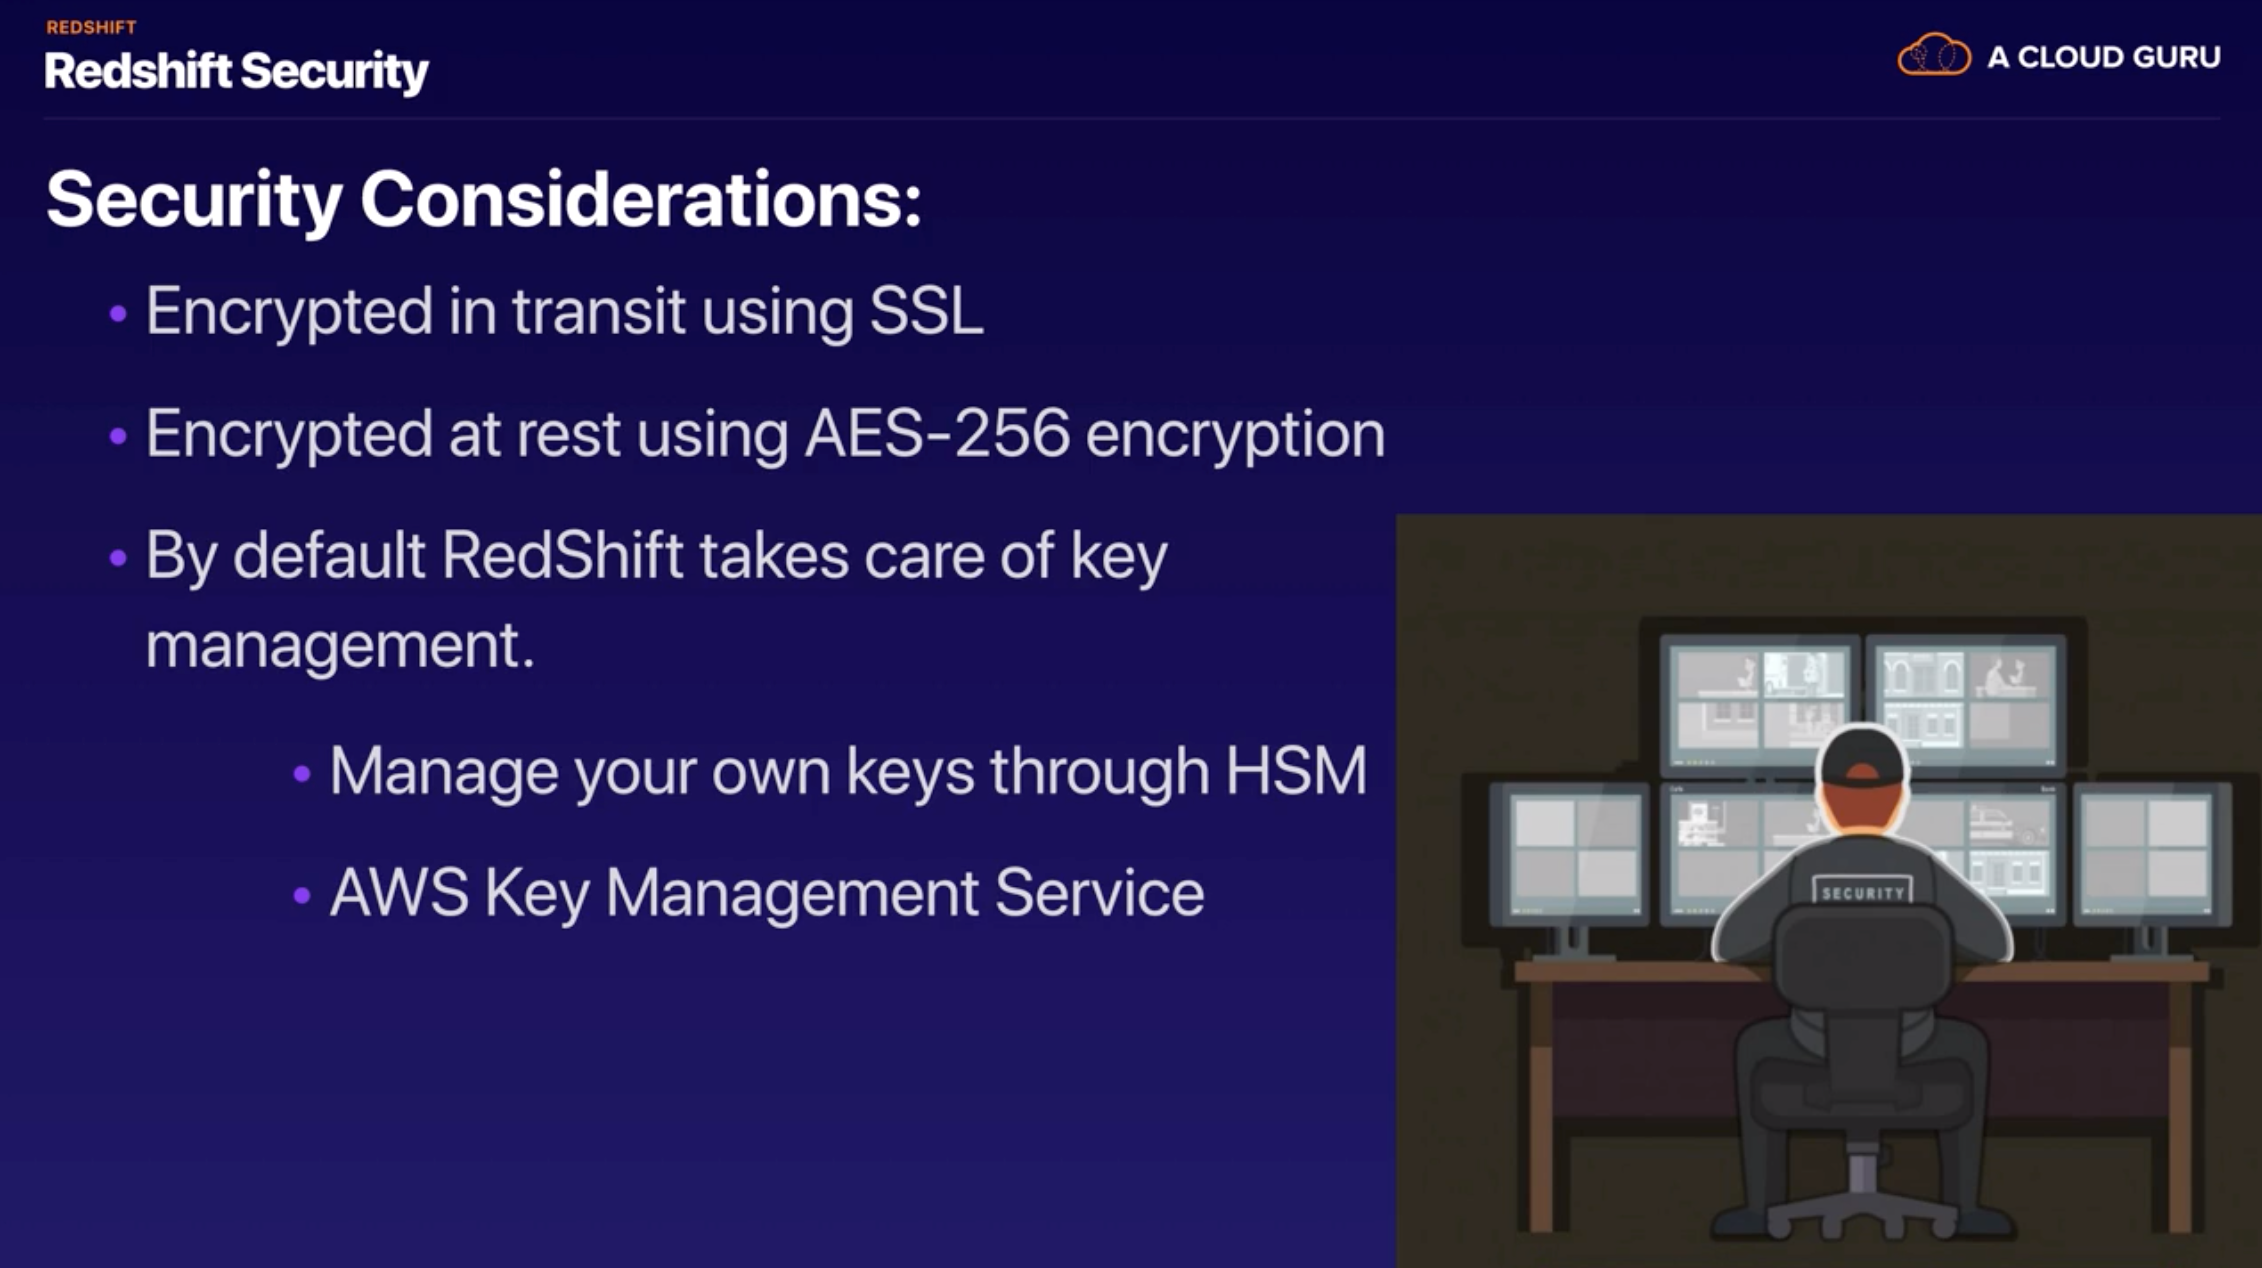 REDSHIFT
Redshift Security
A CLOUD GURU
Security Considerations:
• Encrypted in transit using SSL
• Encrypted at rest using AES-256 encryption
• By default RedShift takes care of key
management.
• Manage your own keys through HSM
• AWS Key Management Service
SECURITY